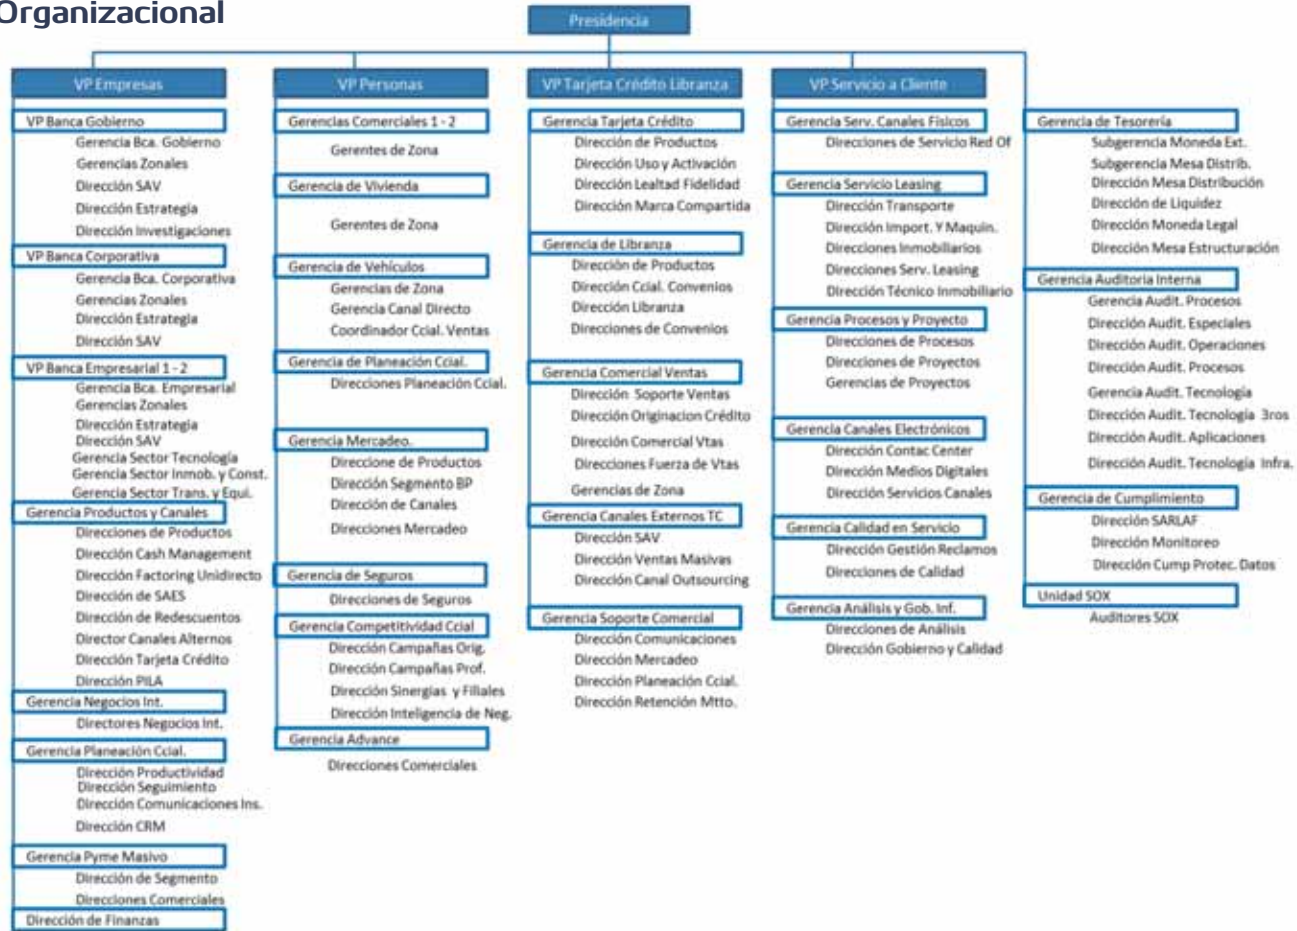 Organizacional
Presidencia
VP Empresas
VP Banca Gobierno
Gerencia Bca. Gobierno
Gerencias Zonales
Dirección SAV
Dirección Estrategia
Dirección Investigaciones
VP Banca Corporativa
Gerencia Bca. Corporativa
Gerencias Zonales
Dirección Estrategia
Dirección SAV
VP Banca Empresarial 1 - 2
Gerencia Bca. Empresarial
Gerencias Zonales
Dirección Estrategia
Dirección SAV
Gerencia Sector Tecnología
Gerencia Sector Inmob. y Const.
Gerencia Sector Trans. y Equi.
Gerencia Productos y Canales
Direcciones de Productos
Dirección Cash Management
Dirección Factoring Unidirecto
Dirección de SAES
Dirección de Redescuentos
Director Canales Alternos
Dirección Tarjeta Crédito
Dirección PILA
Gerencia Negocios Int.
Directores Negocios Int.
Gerencia Planeación Ccial.
Dirección Productividad
Dirección Seguimiento
Dirección Comunicaciones Ins.
Dirección CRM
Gerencia Pyme Masivo
Dirección de Segmento
Direcciones Comerciales
Dirección de Finanzas
VP Personas
Gerencias Comerciales 1 - 2
Gerentes de Zona
Gerencia de Vivienda
Gerentes de Zona
Gerencia de Vehículos
Gerencias de Zona
Gerencia Canal Directo
Coordinador Ccial. Ventas
Gerencia de Planeación Ccial.
Direcciones Planeación Ccial.
Gerencia Mercadeo.
Direccione de Productos
Dirección Segmento BP
Dirección de Canales
Direcciones Mercadeo
Gerencia de Seguros
Direcciones de Seguros
Gerencia Competitividad Ccial
Dirección Campañas Orig.
Dirección Campañas Prof.
Dirección Sinergias y Filiales
Dirección Inteligencia de Neg.
Gerencia Advance
Direcciones Comerciales
VP Tarjeta Crédito Libranza
Gerencia Tarjeta Crédito
Dirección de Productos
Dirección Uso y Activación
Dirección Lealtad Fidelidad
Dirección Marca Compartida
Gerencia de Libranza
Dirección de Productos
Dirección Ccial. Convenios
Dirección Libranza
Direcciones de Convenios
Gerencia Comercial Ventas
Dirección Soporte Ventas
Dirección Originacion Crédito
Dirección Comercial Vtas
Direcciones Fuerza de Vtas
Gerencias de Zona
Gerencia Canales Externos TC
Dirección SAV
Dirección Ventas Masivas
Dirección Canal Outsourcing
Gerencia Soporte Comercial
Dirección Comunicaciones
Dirección Mercadeo
Dirección Planeación Ccial.
Dirección Retención Mtto.
VP Servicio a Cliente
Gerencia Serv. Canales Físicos
Direcciones de Servicio Red Of
Gerencia Servicio Leasing
Dirección Transporte
Dirección Import. Y Maquin.
Direcciones Inmobiliarios
Direcciones Serv. Leasing
Dirección Técnico Inmobiliario
Gerencia Procesos y Proyecto
Direcciones de Procesos
Direcciones de Proyectos
Gerencias de Proyectos
Gerencia Canales Electrónicos
Dirección Contac Center
Dirección Medios Digitales
Dirección Servicios Canales
Gerencia Calidad en Servicio
Dirección Gestión Reclamos
Direcciones de Calidad
Gerencia Análisis y Gob. Inf.
Direcciones de Análisis
Dirección Gobierno y Calidad
Gerencia de Tesorería
Subgerencia Moneda Ext.
Subgerencia Mesa Distrib.
Dirección Mesa Distribución
Dirección de Liquidez
Dirección Moneda Legal
Dirección Mesa Estructuración
Gerencia Auditoria Interna
Gerencia Audit. Procesos
Dirección Audit. Especiales
Dirección Audit. Operaciones
Dirección Audit. Procesos
Gerencia Audit. Tecnología
Dirección Audit. Tecnología 3ros
Dirección Audit. Aplicaciones
Dirección Audit. Tecnología Infra.
Gerencia de Cumplimiento
Dirección SARLAF
Dirección Monitoreo
Dirección Cump Protec. Datos
Unidad SOX
Auditores SOX